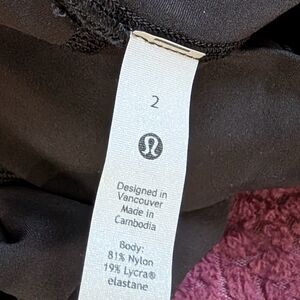 2
Designed in
Vancouver
Made in
Cambodia
Body:
81% Nylon
19% Lycra®
elastane